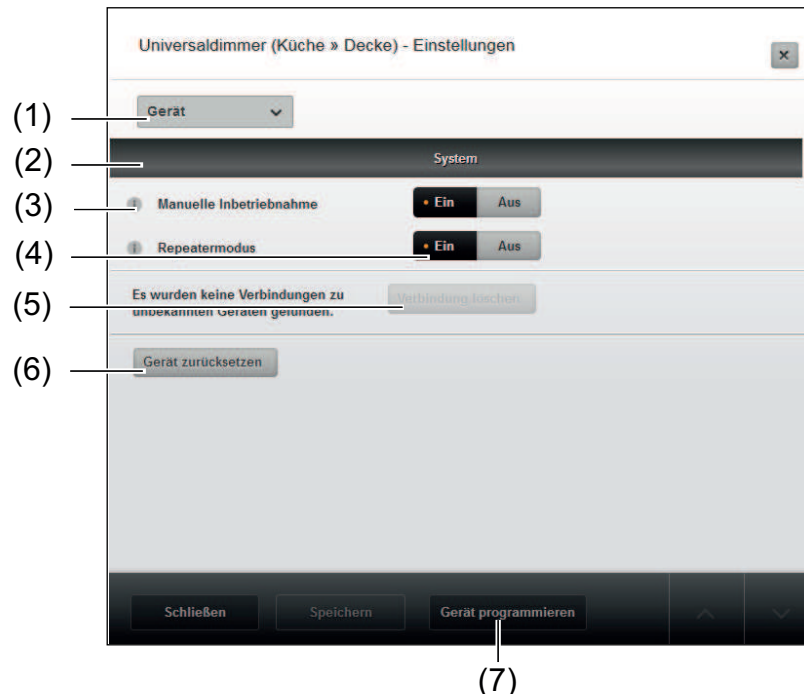 Universaldimmer (Küche » Decke) - Einstellungen
×
(1) Gerät
(2) System
(3) Manuelle Inbetriebnahme Ein Aus
(4) Repeatermodus Ein Aus
Es wurden keine Verbindungen zu
(5) unbekannten Geräten gefunden. Verbindung löschen
(6) Gerät zurücksetzen
Schließen Speichern Gerät programmieren
(7)